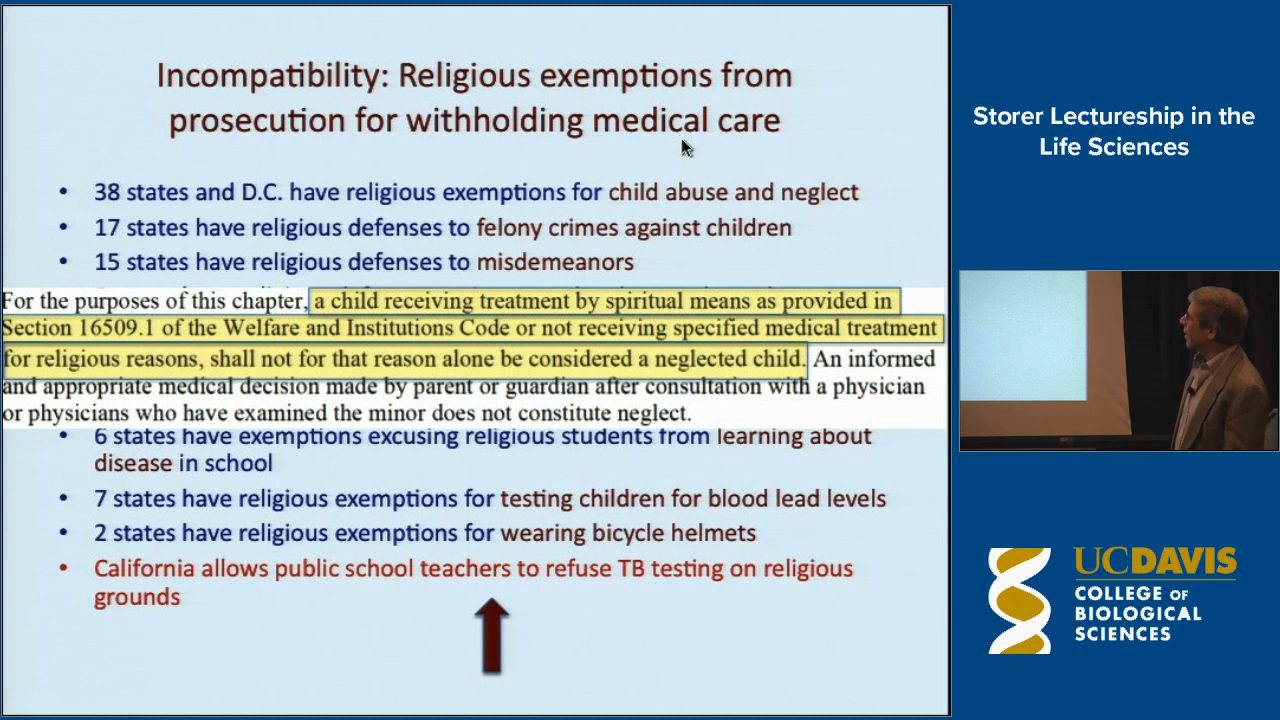 Incompatibility: Religious exemptions from
prosecution for withholding medical care
• 38 states and D.C. have religious exemptions for child abuse and neglect
• 17 states have religious defenses to felony crimes against children
• 15 states have religious defenses to misdemeanors
For the purposes of this chapter, a child receiving treatment by spiritual means as provided in
Section 16509.1 of the Welfare and Institutions Code or not receiving specified medical treatment
for religious reasons, shall not for that reason alone be considered a neglected child. An informed
and appropriate medical decision made by parent or guardian after consultation with a physician
or physicians who have examined the minor does not constitute neglect.
• 6 states have exemptions excusing religious students from learning about
disease in school
• 7 states have religious exemptions for testing children for blood lead levels
• 2 states have religious exemptions for wearing bicycle helmets
• California allows public school teachers to refuse TB testing on religious
grounds
Storer Lectureship in the
Life Sciences
UCDAVIS
COLLEGE OF
BIOLOGICAL
SCIENCES